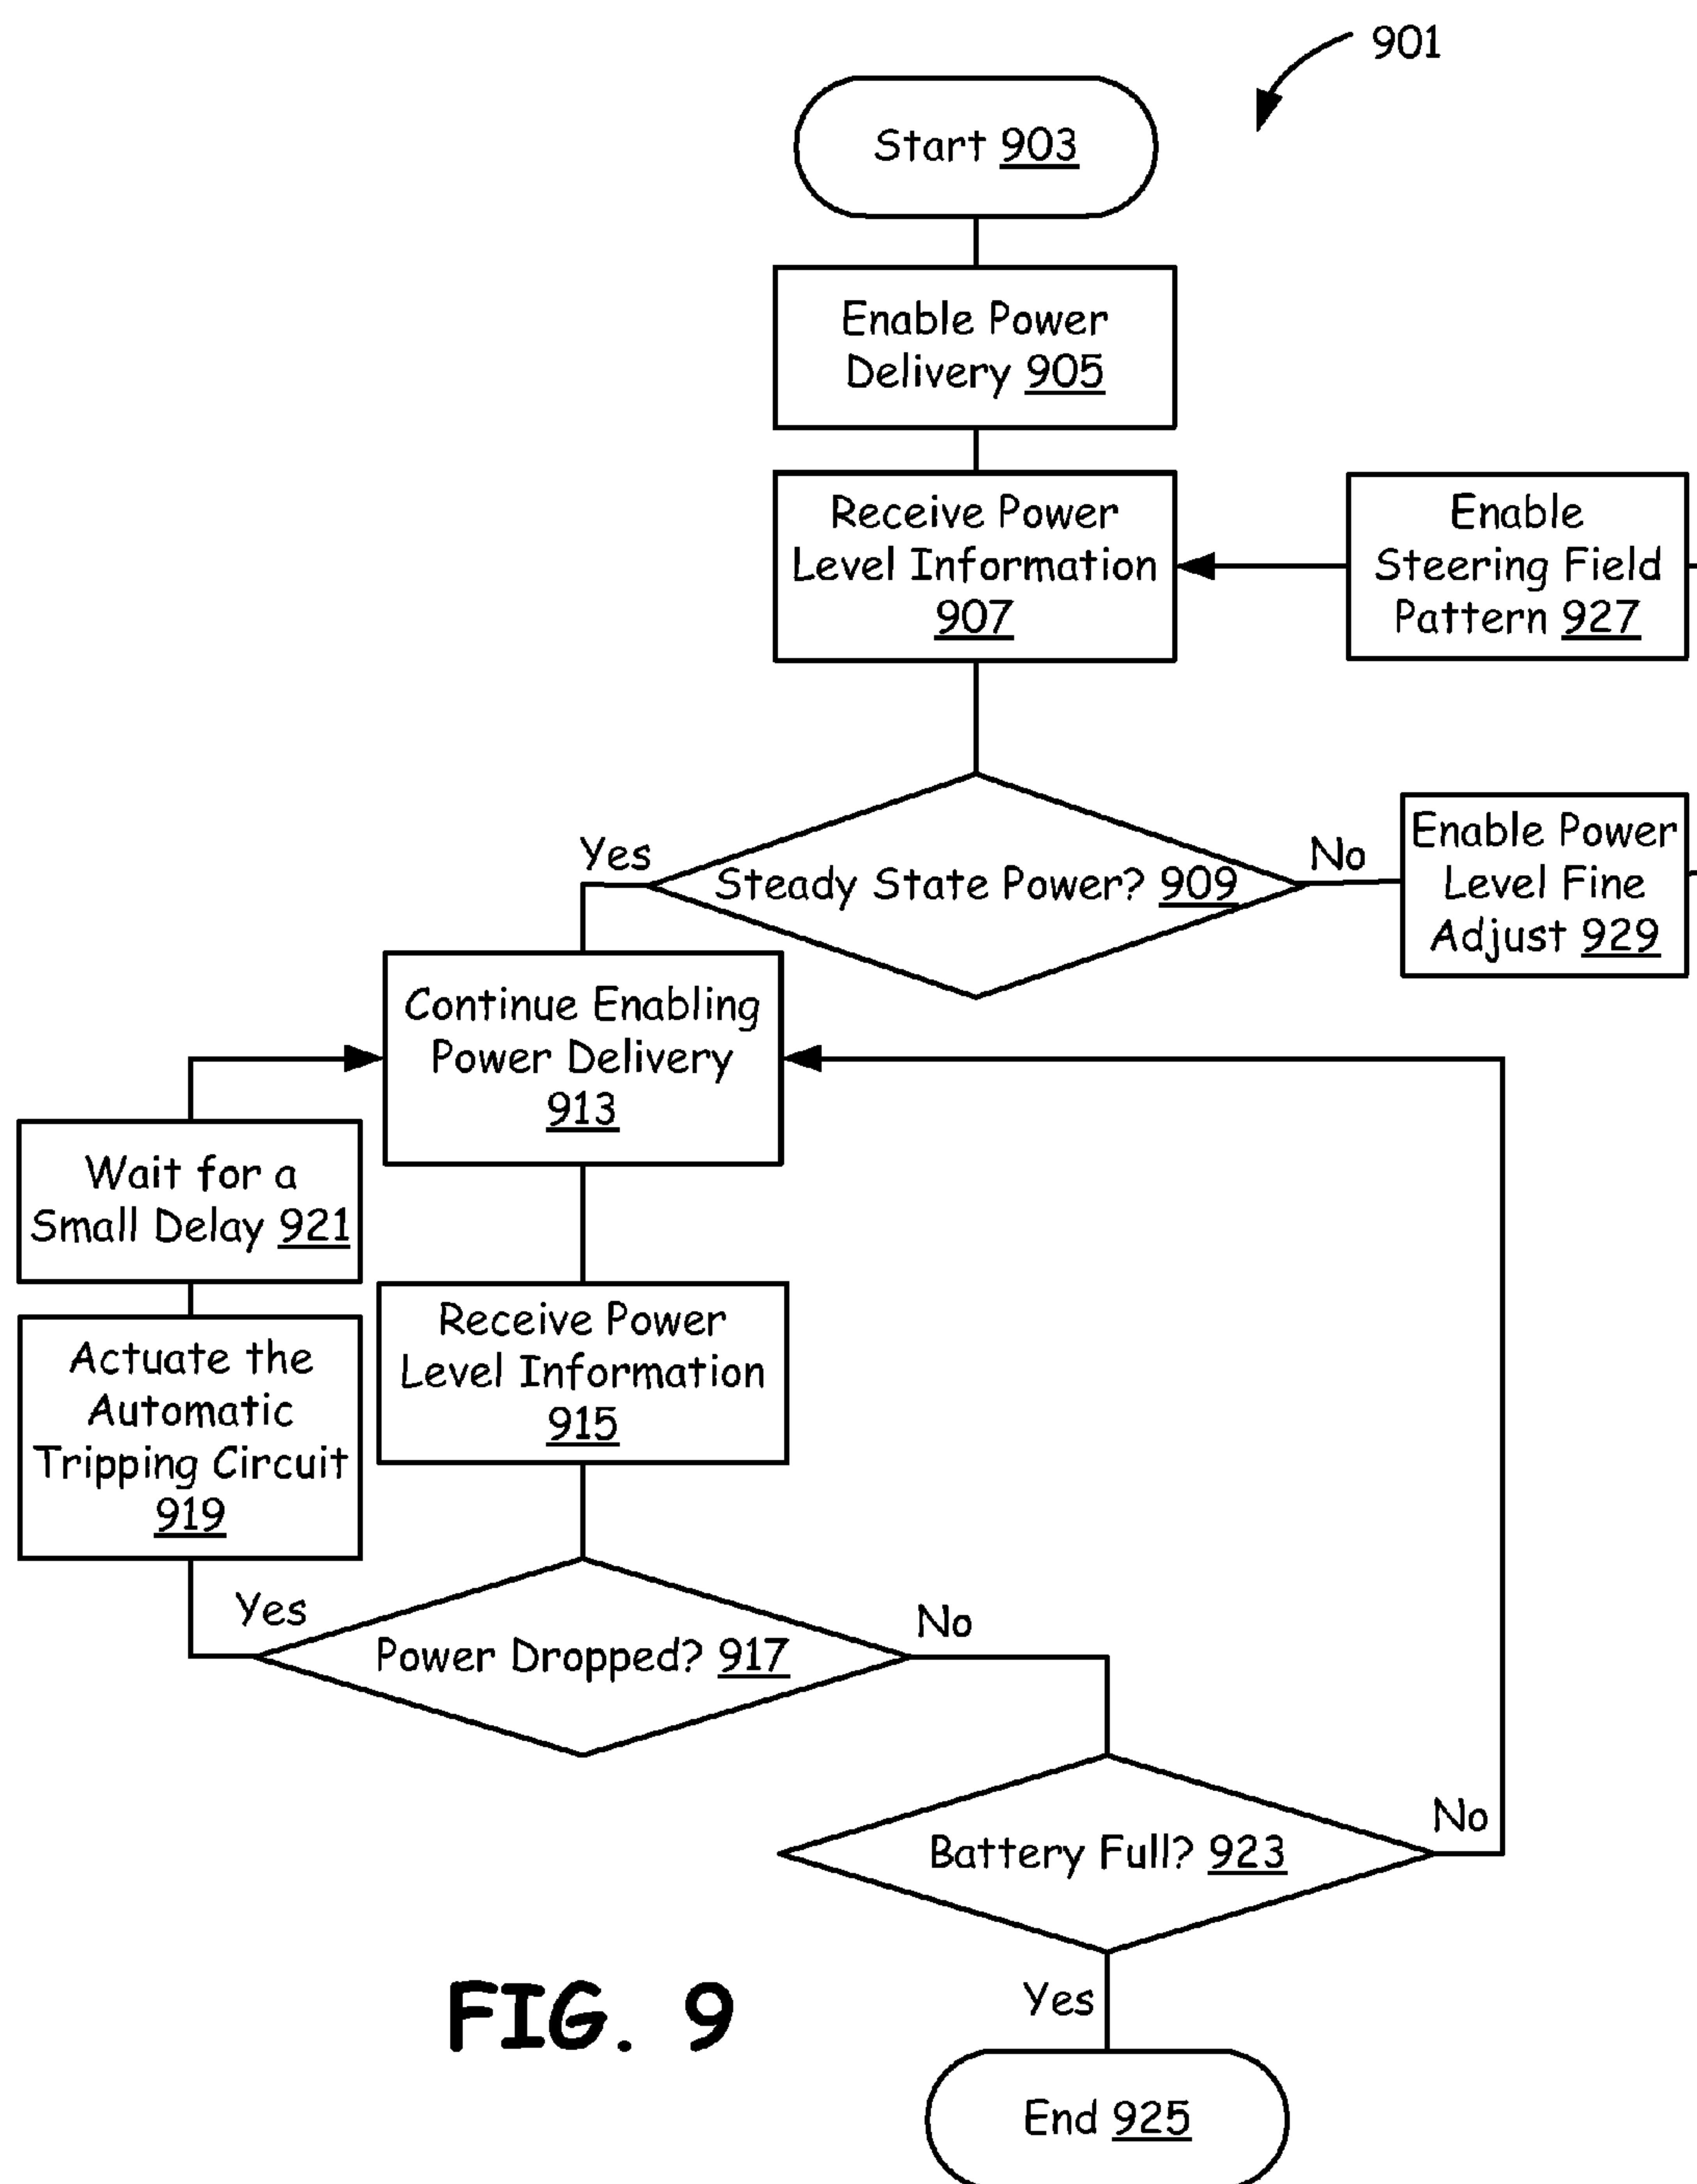 901
Start 903
Enable Power
Delivery 905
Receive Power
Level Information
907
Enable
Steering Field
Pattern 927
Steady State Power? 909
Yes
No
Enable Power
Level Fine
Adjust 929
Continue Enabling
Power Delivery
913
Wait for a
Small Delay 921
Actuate the
Automatic
Tripping Circuit
919
Receive Power
Level Information
915
Yes
Power Dropped? 917
No
Battery Full? 923
No
Yes
End 925
FIG. 9